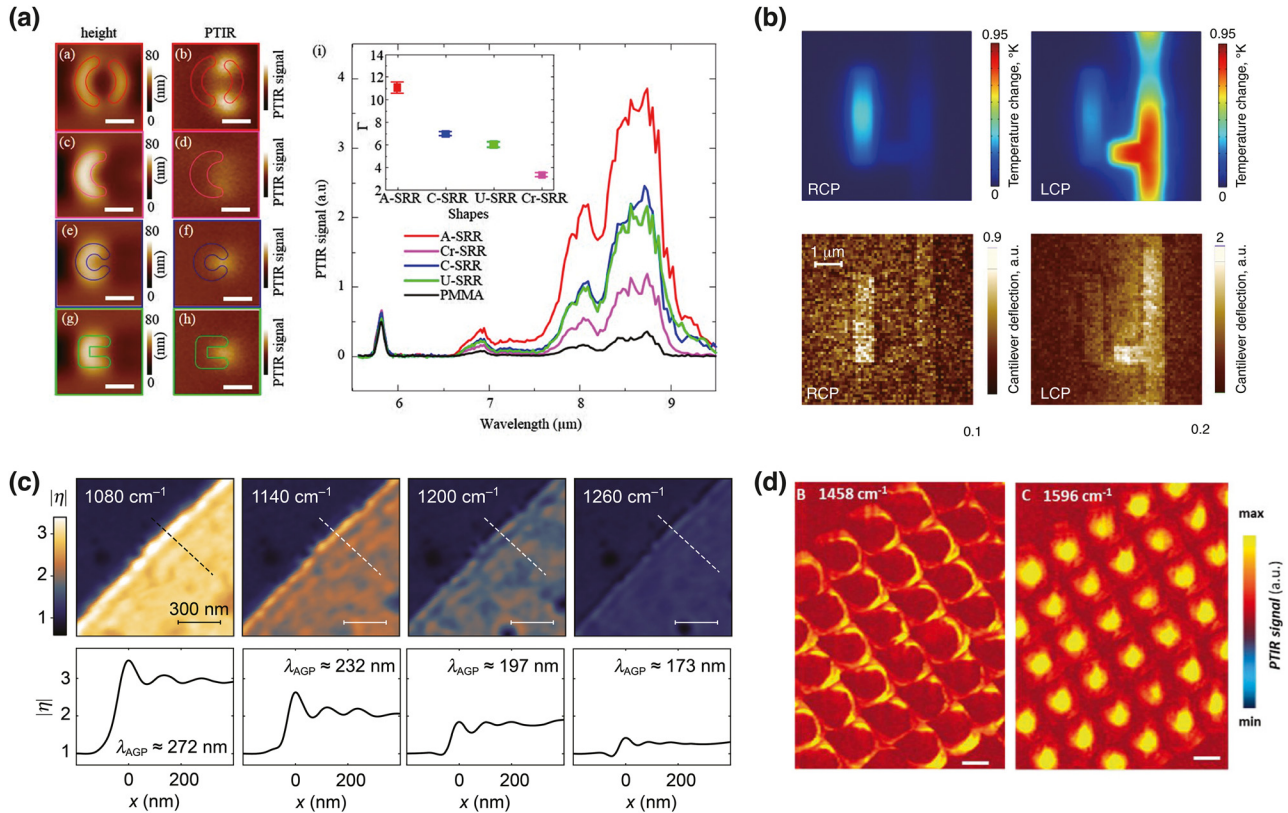 (a)
height
PTIR
(a)
80
(nm)
0
(b)
PTIR signal
(c)
80
(nm)
0
(d)
PTIR signal
(e)
80
(nm)
0
(f)
PTIR signal
(g)
80
(nm)
0
(h)
PTIR signal
(i)
PTIR signal (a.u)
4
3
2
1
0
6
7
8
9
Wavelength (μm)
Γ
14
12
10
8
6
4
2
A-SRR C-SRR U-SRR Cr-SRR
Shapes
A-SRR
Cr-SRR
C-SRR
U-SRR
PMMA
(b)
RCP
0.95
0
Temperature change, °K
LCP
0.95
0
Temperature change, °K
1 μm
RCP
0.9
0.1
Cantilever deflection, a.u.
LCP
2
0.2
Cantilever deflection, a.u.
(c)
|η|
3
2
1
1080 cm⁻¹
300 nm
1140 cm⁻¹
1200 cm⁻¹
1260 cm⁻¹
|η|
3
2
1
λAGP ≈ 272 nm
λAGP ≈ 232 nm
λAGP ≈ 197 nm
λAGP ≈ 173 nm
0 200
x (nm)
0 200
x (nm)
0 200
x (nm)
0 200
x (nm)
(d)
B 1458 cm⁻¹
C 1596 cm⁻¹
max
min
PTIR signal (a.u.)